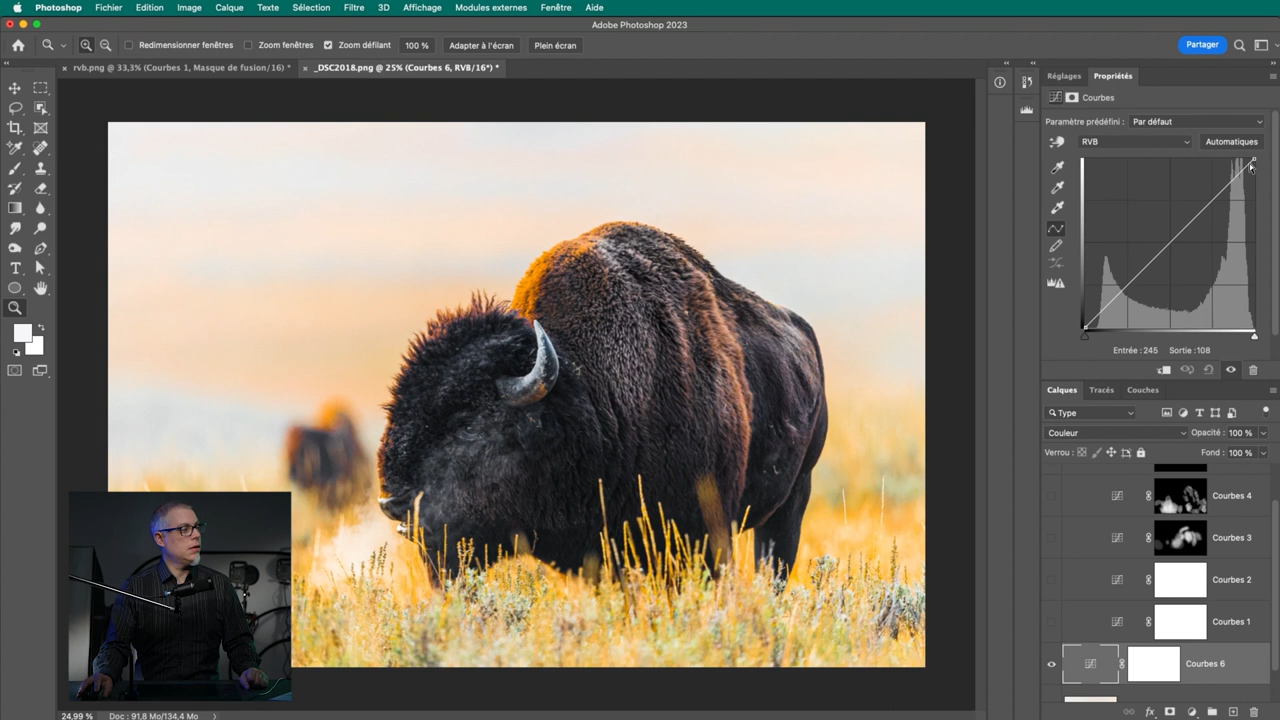 Photoshop Fichier Edition Image Calque Texte Sélection Filtre 3D Affichage Modules externes Fenêtre Aide
Adobe Photoshop 2023
Redimensionner fenêtres Zoom fenêtres Zoom défilant 100 % Adapter à l'écran Plein écran Partager
rvb.png @ 33,3% (Courbes 1, Masque de fusion/16) * _DSC2018.png @ 25% (Courbes 6, RVB/16*) *
Réglages Propriétés
Courbes
Paramètre prédéfini : Par défaut
RVB Automatiques
Entrée : 245 Sortie : 108
Calques Tracés Couches
Type
Couleur Opacité : 100 %
Verrou : Fond : 100 %
Courbes 4
Courbes 3
Courbes 2
Courbes 1
Courbes 6
24,99 % Doc : 91,8 Mo/134,4 Mo